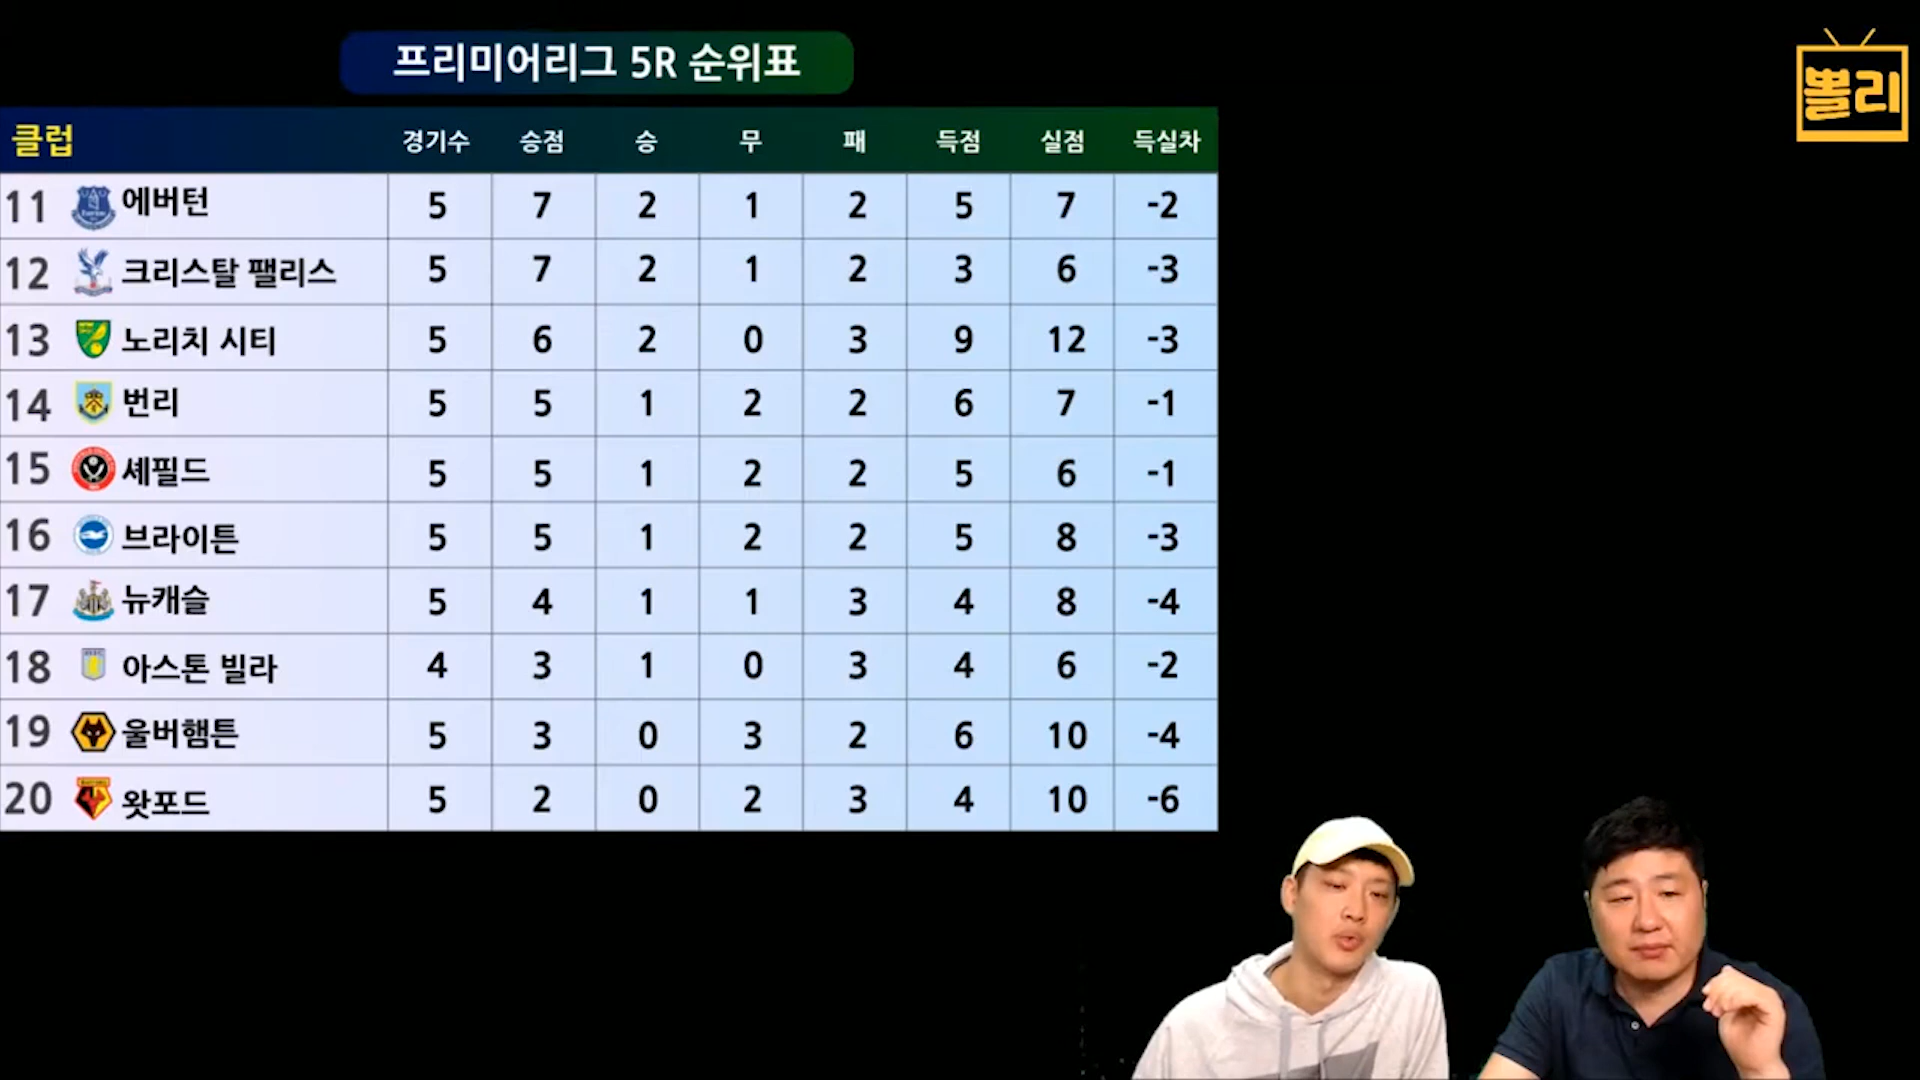 프리미어리그 5R 순위표
뽈리
클럽 경기수 승점 승 무 패 득점 실점 득실차
11 에버턴 5 7 2 1 2 5 7 -2
12 크리스탈 팰리스 5 7 2 1 2 3 6 -3
13 노리치 시티 5 6 2 0 3 9 12 -3
14 번리 5 5 1 2 2 6 7 -1
15 셰필드 5 5 1 2 2 5 6 -1
16 브라이튼 5 5 1 2 2 5 8 -3
17 뉴캐슬 5 4 1 1 3 4 8 -4
18 아스톤 빌라 4 3 1 0 3 4 6 -2
19 울버햄튼 5 3 0 3 2 6 10 -4
20 왓포드 5 2 0 2 3 4 10 -6